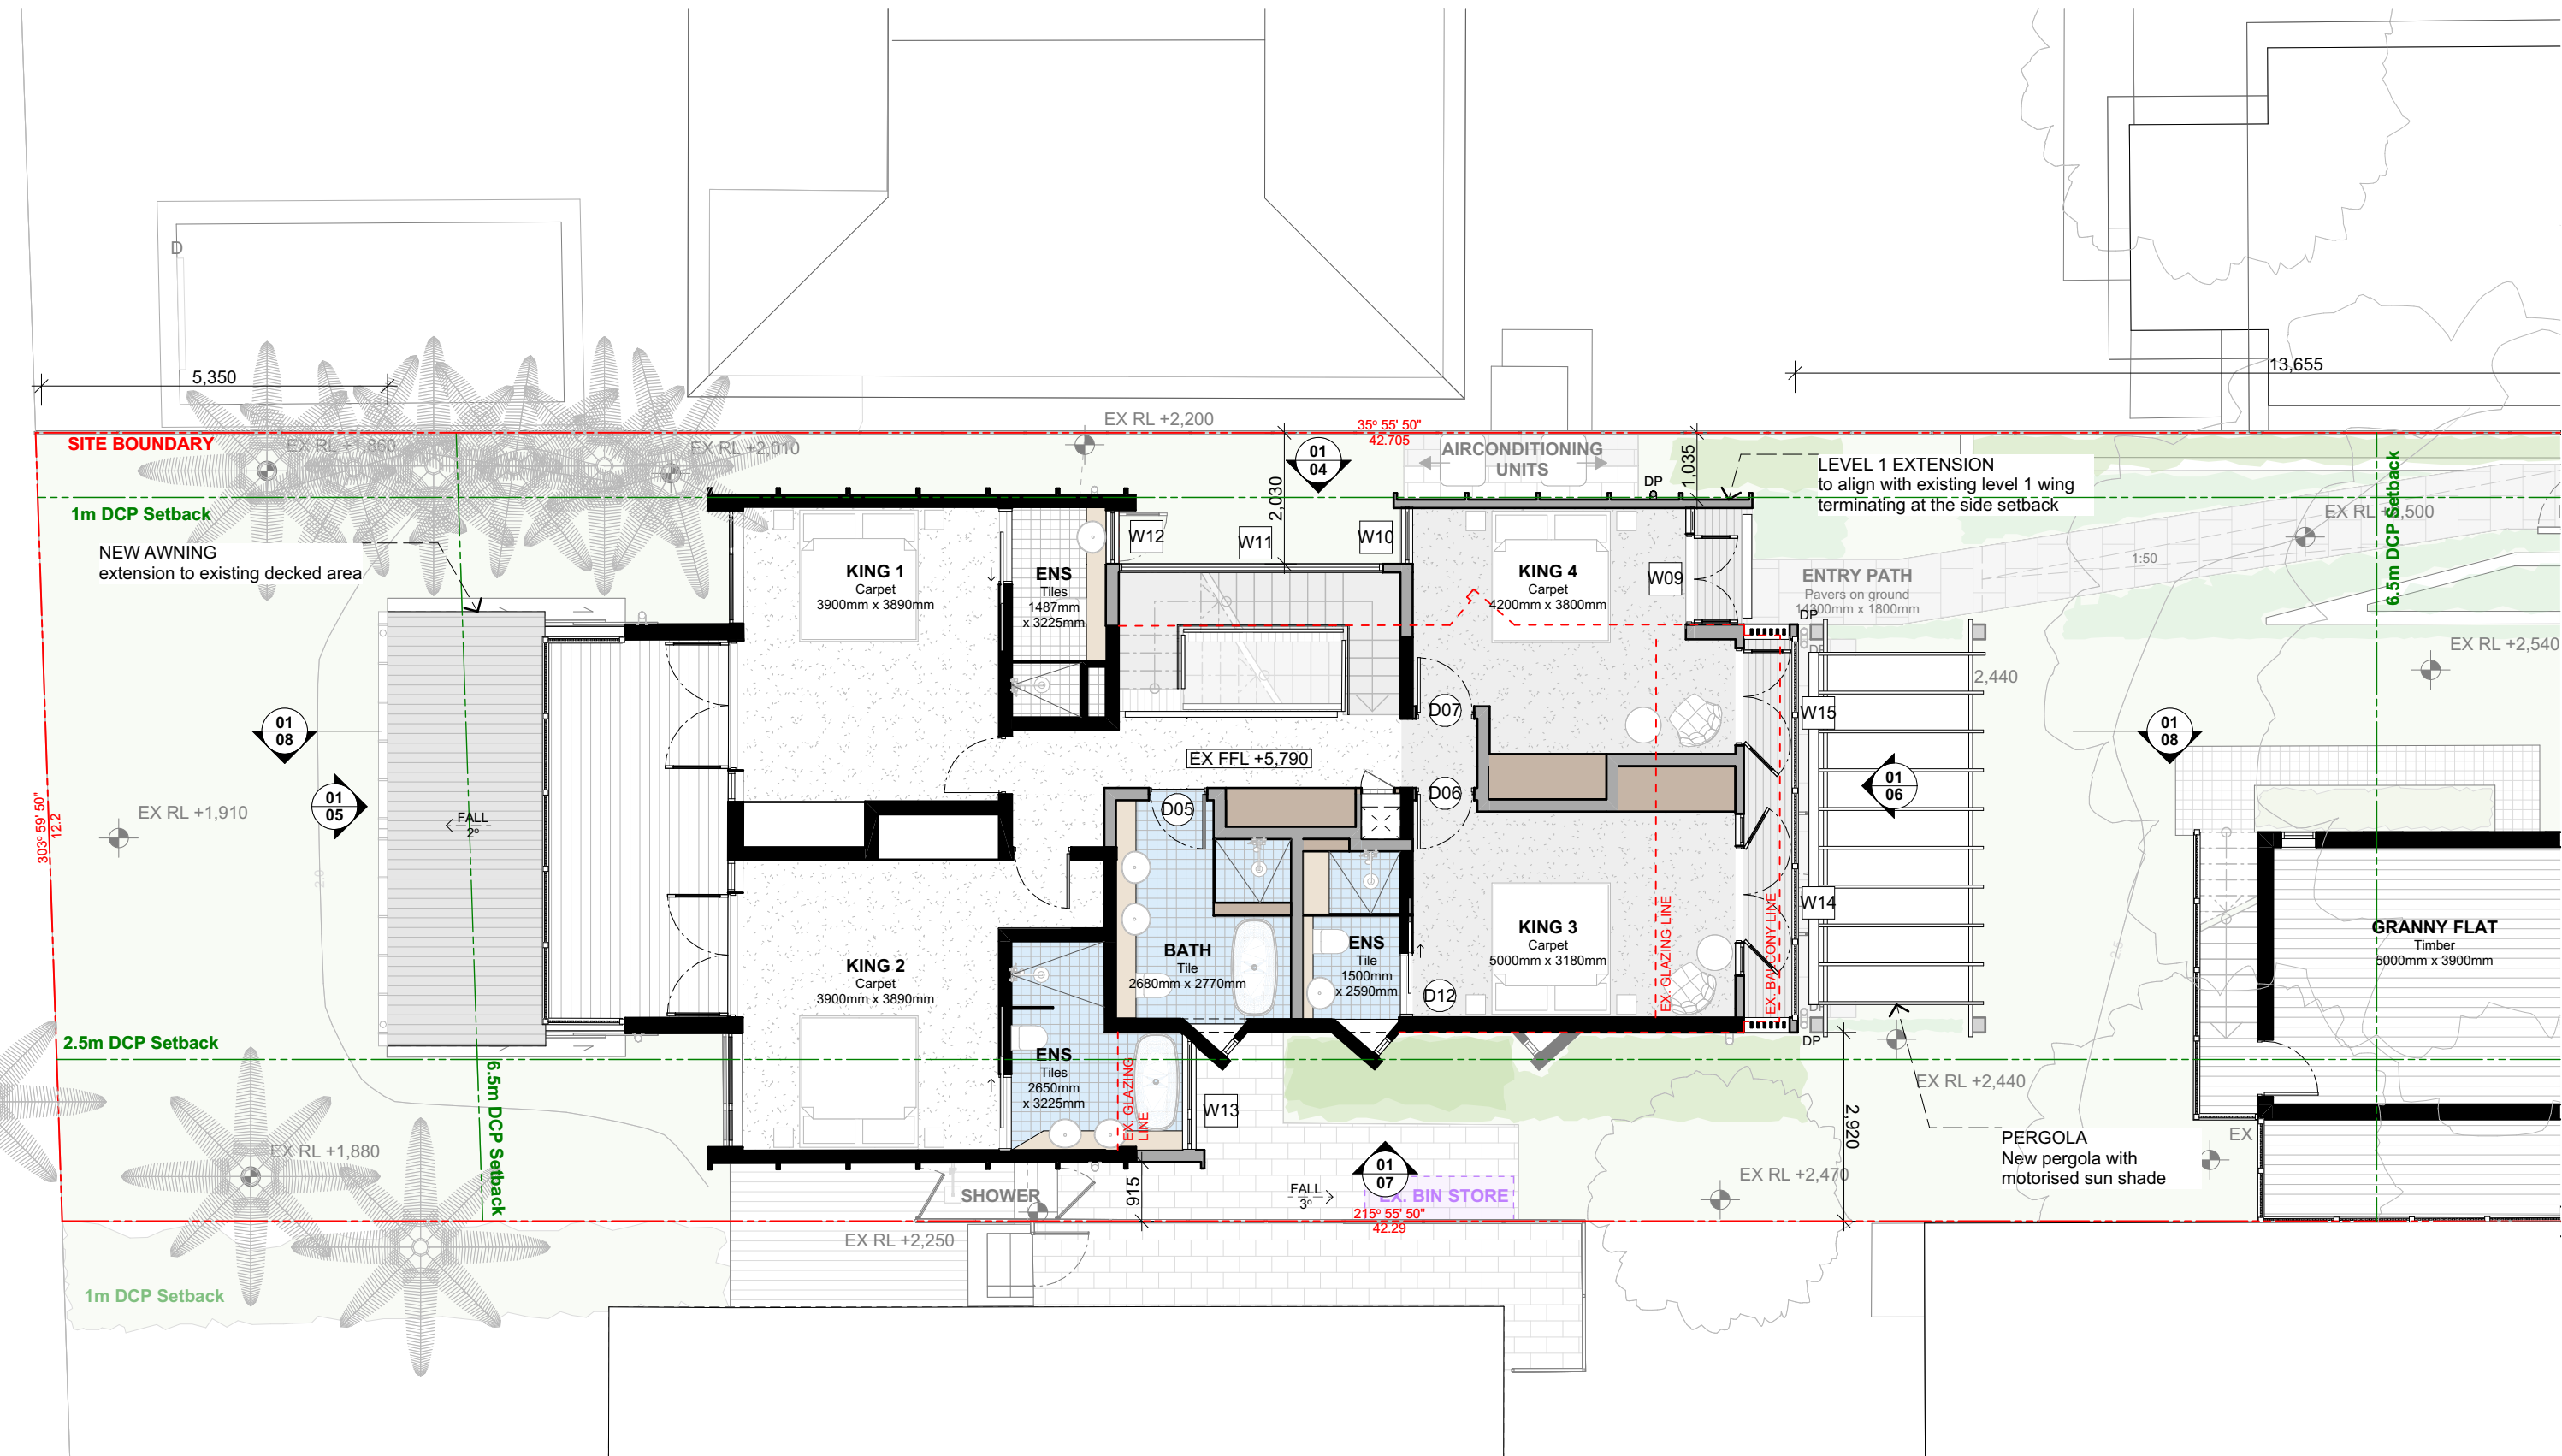 D
5,350
13,655
EX RL +2,200
35º 55' 50"
42.705
SITE BOUNDARY
EX RL +1,860
EX RL +2,010
01
04
AIRCONDITIONING
UNITS
1,035
2,030
DP
LEVEL 1 EXTENSION
to align with existing level 1 wing
terminating at the side setback
6.5m DCP Setback
1m DCP Setback
NEW AWNING
extension to existing decked area
W12
W11
W10
KING 1
Carpet
3900mm x 3890mm
ENS
Tiles
1487mm
x 3225mm
KING 4
Carpet
4200mm x 3800mm
W09
ENTRY PATH
Pavers on ground
14300mm x 1800mm
1:50
DP
EX RL +2,540
2,440
D07
W15
01
08
01
08
EX FFL +5,790
01
05
01
06
D06
D05
EX RL +1,910
FALL
2º
303º 59' 50"
12.2
2.0
W14
EX. GLAZING LINE
EX. BALCONY LINE
GRANNY FLAT
Timber
5000mm x 3900mm
KING 3
Carpet
5000mm x 3180mm
BATH
Tile
2680mm x 2770mm
ENS
Tile
1500mm
x 2590mm
KING 2
Carpet
3900mm x 3890mm
D12
2.5m DCP Setback
DP
ENS
Tiles
2650mm
x 3225mm
EX. GLAZING
LINE
W13
6.5m DCP Setback
EX RL +2,440
2,920
PERGOLA
New pergola with
motorised sun shade
EX
EX RL +1,880
SHOWER
915
FALL
3º
01
07
EX. BIN STORE
EX RL +2,470
215º 55' 50"
42.29
EX RL +2,250
1m DCP Setback